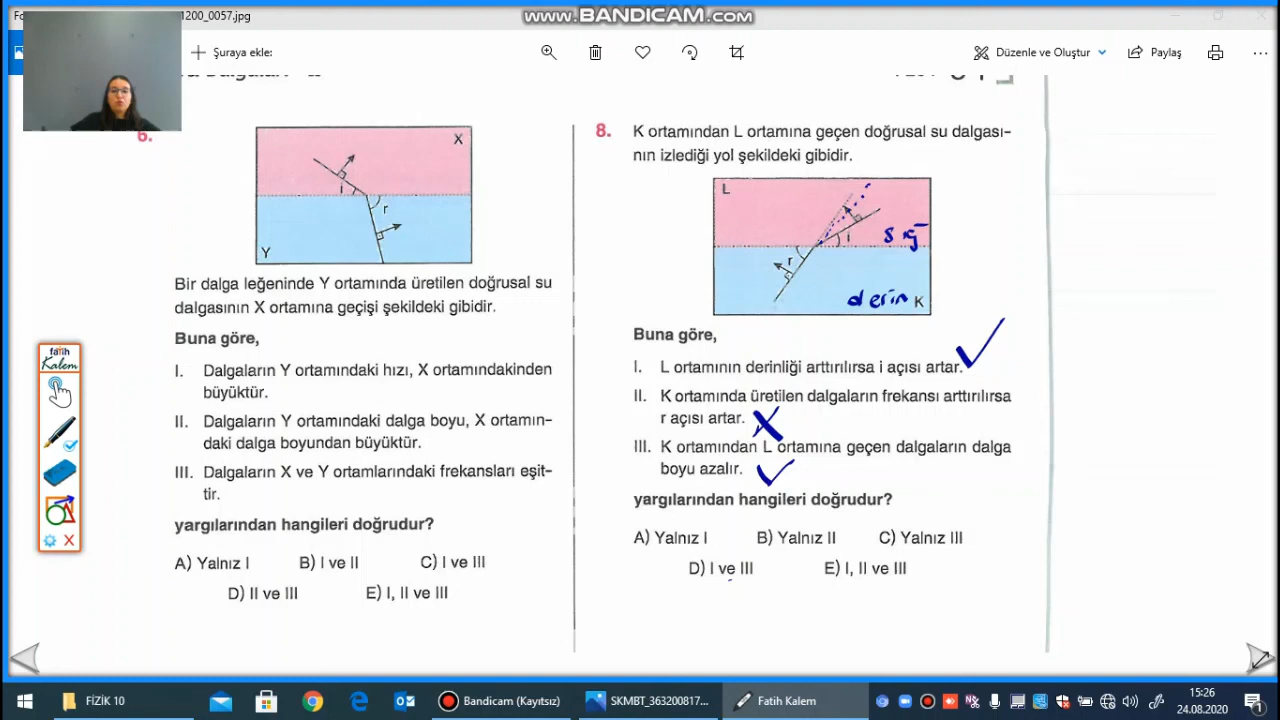 1200_0057.jpg
www.BANDICAM.com
Şuraya ekle:
Düzenle ve Oluştur
Paylaş
6.
X
i
r
Y
Bir dalga leğeninde Y ortamında üretilen doğrusal su
dalgasının X ortamına geçişi şekildeki gibidir.
Buna göre,
I. Dalgaların Y ortamındaki hızı, X ortamındakinden
büyüktür.
II. Dalgaların Y ortamındaki dalga boyu, X ortamın-
daki dalga boyundan büyüktür.
III. Dalgaların X ve Y ortamlarındaki frekansları eşit-
tir.
yargılarından hangileri doğrudur?
A) Yalnız I B) I ve II C) I ve III
D) II ve III E) I, II ve III
8. K ortamından L ortamına geçen doğrusal su dalgası-
nın izlediği yol şekildeki gibidir.
L
sığ
i
r
derin K
Buna göre,
I. L ortamının derinliği arttırılırsa i açısı artar.
II. K ortamında üretilen dalgaların frekansı arttırılırsa
r açısı artar.
III. K ortamından L ortamına geçen dalgaların dalga
boyu azalır.
yargılarından hangileri doğrudur?
A) Yalnız I B) Yalnız II C) Yalnız III
D) I ve III E) I, II ve III
fatih
Kalem
FİZİK 10
Bandicam (Kayıtsız)
SKMBT_363200817...
Fatih Kalem
15:26
24.08.2020